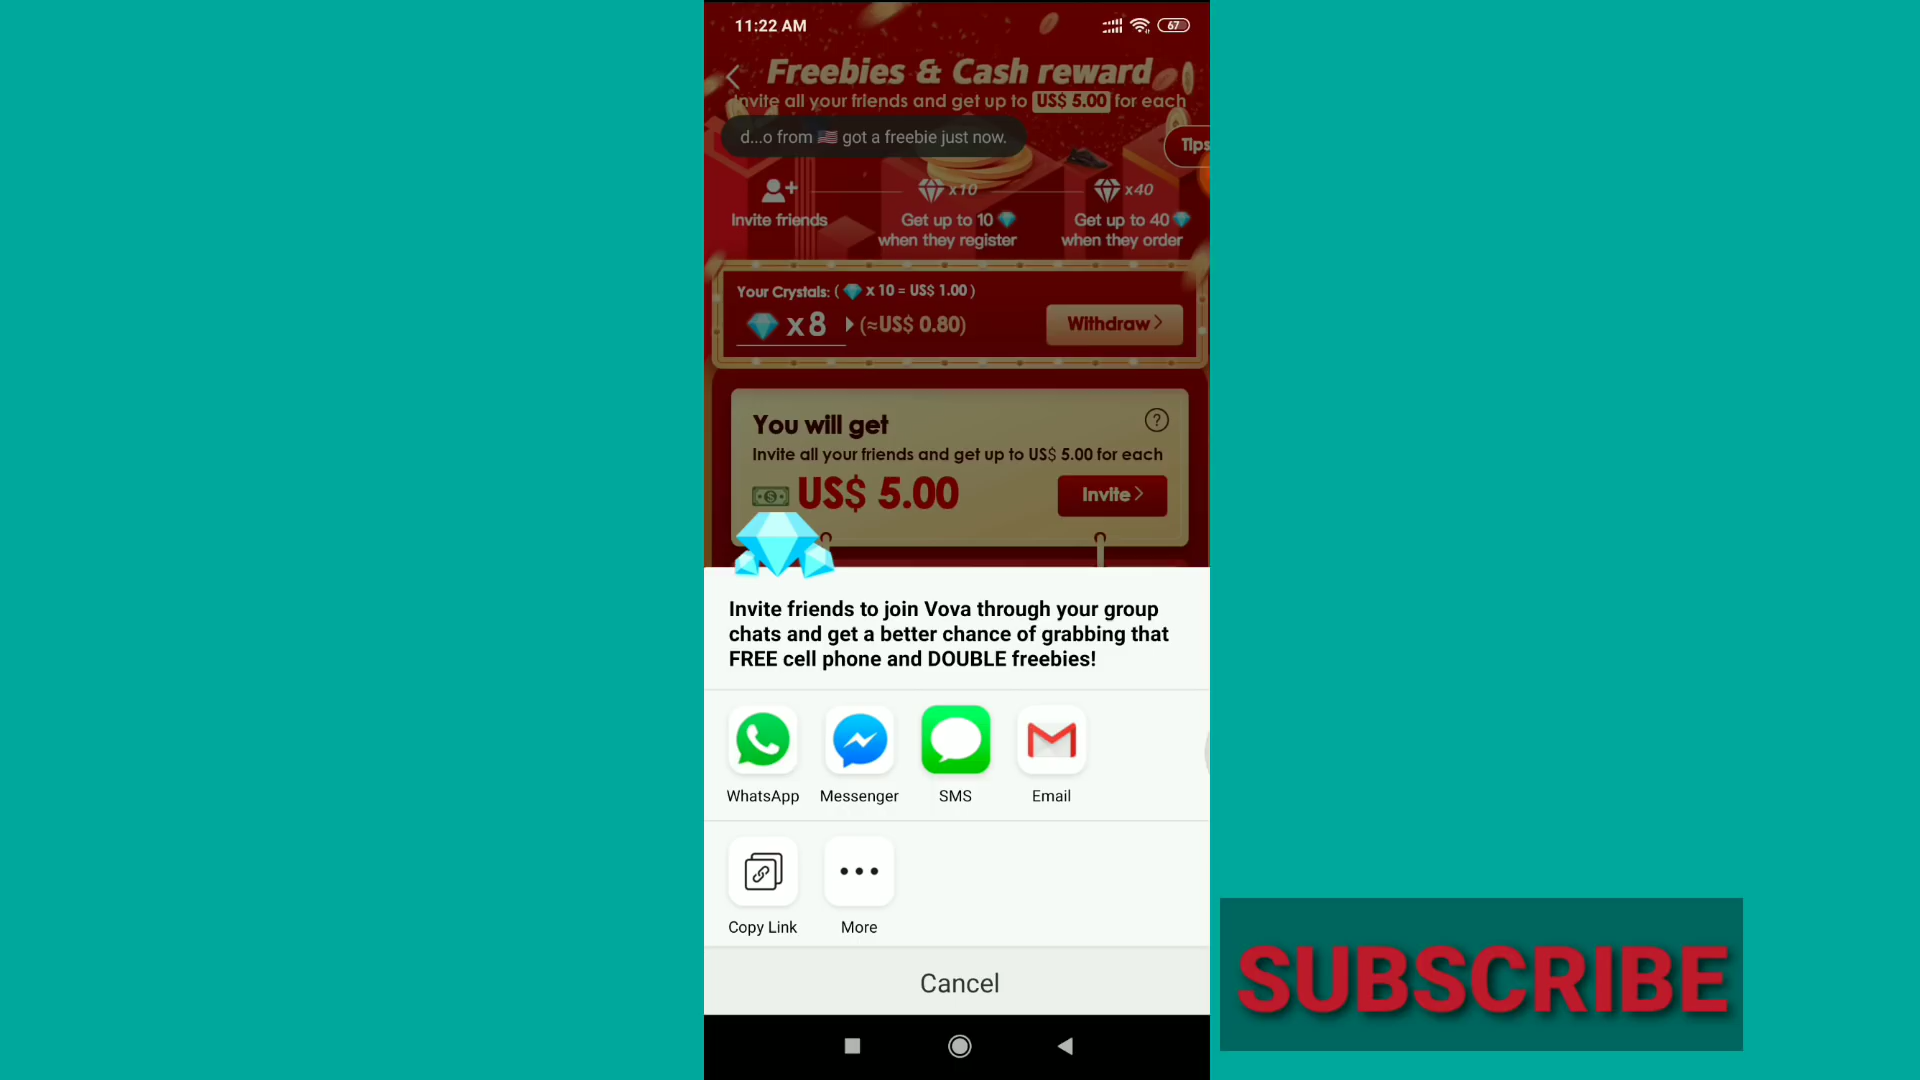 11:22 AM
67
Freebies & Cash reward
Invite all your friends and get up to US$ 5.00 for each
d...o from 🇺🇸 got a freebie just now.
Tips
x10
x40
Invite friends
Get up to 10 💎
when they register
Get up to 40 💎
when they order
Your Crystals: ( 💎 x 10 = US$ 1.00 )
💎 x 8 (≈US$ 0.80)
Withdraw
You will get
?
Invite all your friends and get up to US$ 5.00 for each
US$ 5.00
Invite
Invite friends to join Vova through your group
chats and get a better chance of grabbing that
FREE cell phone and DOUBLE freebies!
WhatsApp
Messenger
SMS
Email
Copy Link
More
Cancel
SUBSCRIBE